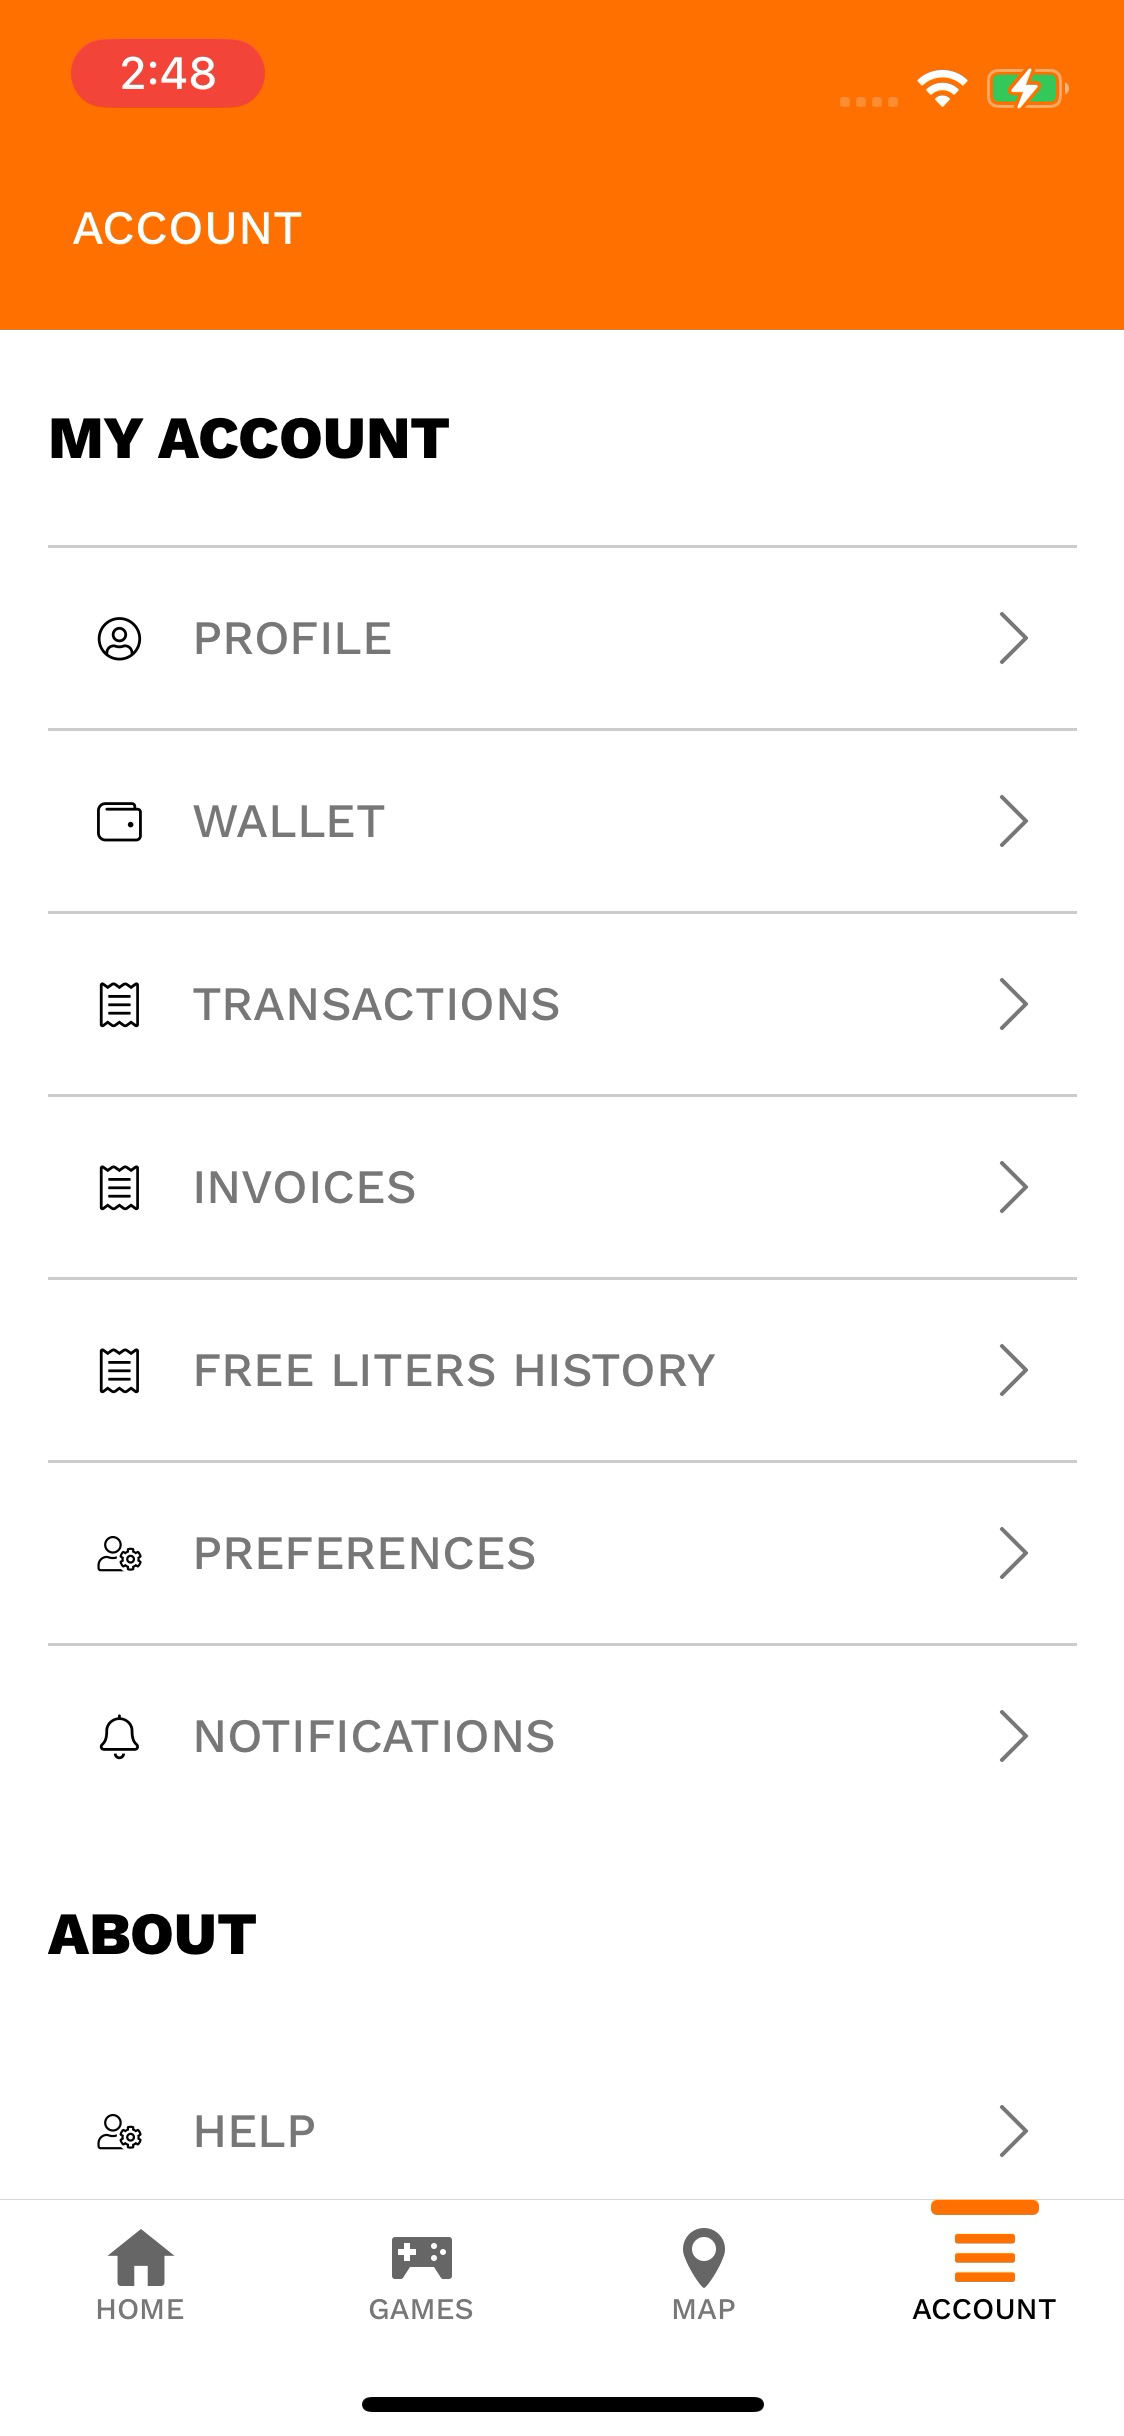 2:48
ACCOUNT
MY ACCOUNT
PROFILE
WALLET
TRANSACTIONS
INVOICES
FREE LITERS HISTORY
PREFERENCES
NOTIFICATIONS
ABOUT
HELP
HOME
GAMES
MAP
ACCOUNT